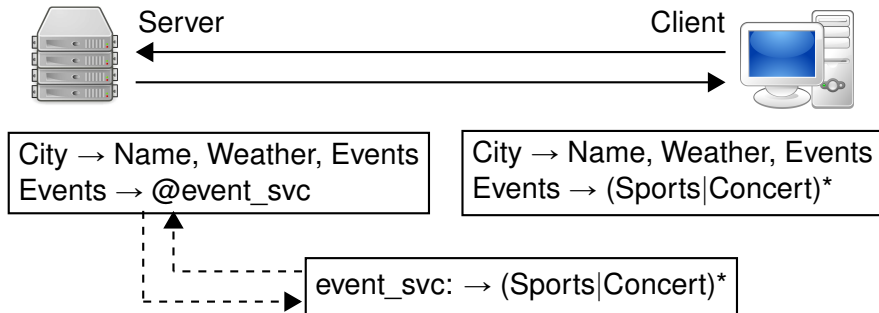 Server
Client
City → Name, Weather, Events
Events → @event_svc
City → Name, Weather, Events
Events → (Sports|Concert)*
event_svc: → (Sports|Concert)*